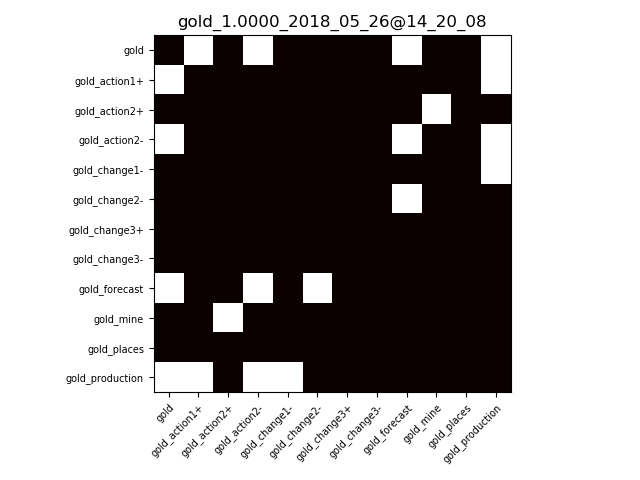 gold_1.0000_2018_05_26@14_20_08
gold
gold_action1+
gold_action2+
gold_action2-
gold_change1-
gold_change2-
gold_change3+
gold_change3-
gold_forecast
gold_mine
gold_places
gold_production
gold
gold_action1+
gold_action2+
gold_action2-
gold_change1-
gold_change2-
gold_change3+
gold_change3-
gold_forecast
gold_mine
gold_places
gold_production